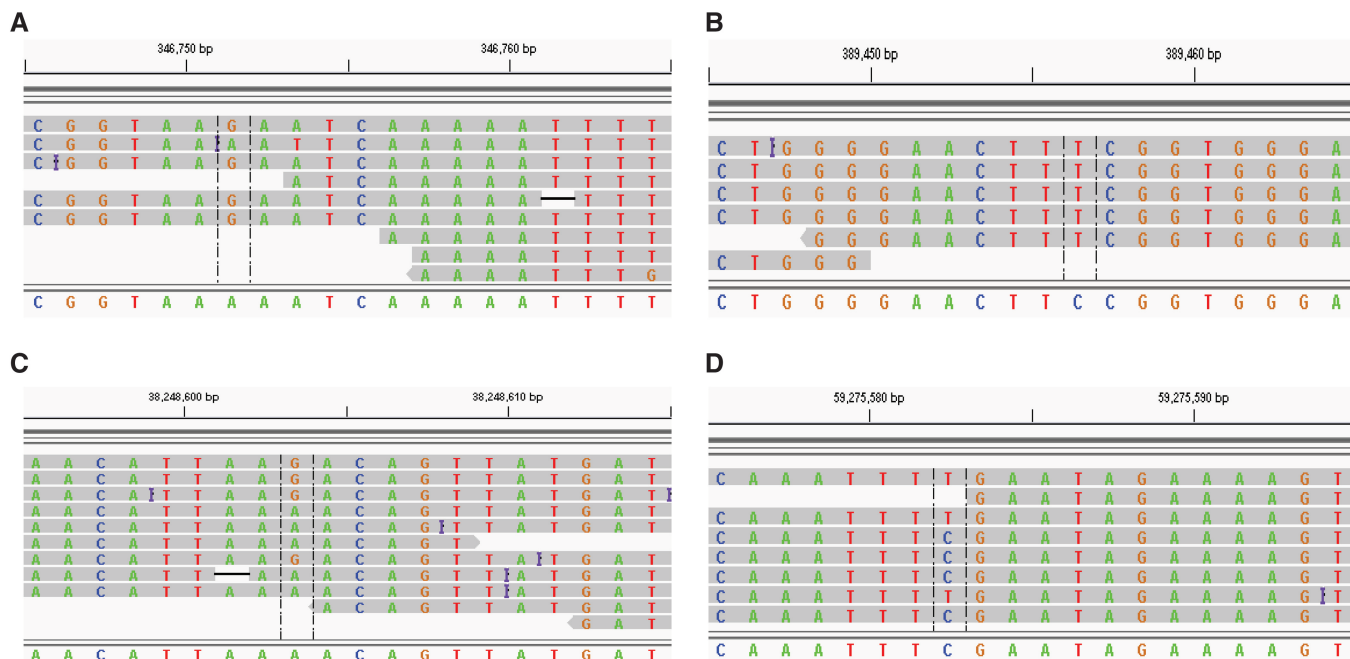 A
346,750 bp 346,760 bp
C G G T A A G A A T C A A A A A T T T T
C G G T A A A A T T C A A A A A T T T T
C G G T A A G A A T C A A A A A T T T T
A T C A A A A A T T T T
C G G T A A G A A T C A A A A A T T T
C G G T A A G A A T C A A A A A T T T T
A A A A A T T T T
A A A A T T T T
A A A A T T T G
C G G T A A A A A T C A A A A A T T T T
B
389,450 bp 389,460 bp
C T G G G G A A C T T T C G G T G G G A
C T G G G G A A C T T T C G G T G G G A
C T G G G G A A C T T T C G G T G G G A
C T G G G G A A C T T T C G G T G G G A
G G G A A C T T T C G G T G G G A
C T G G G
C T G G G G A A C T T C C G G T G G G A
C
38,248,600 bp 38,248,610 bp
A A C A T T A A G A C A G T T A T G A T
A A C A T T A A G A C A G T T A T G A T
A A C A T T A A G A C A G T T A T G A T
A A C A T T A A A A C A G T T A T G A T
A A C A T T A A A A C A G T T A T G A T
A A C A T T A A A A C A G T
A A C A T T A A G A C A G T T A T G A T
A A C A T T A A A C A G T T A T G A T
A A C A T T A A A A C A G T T A T G A T
A C A G T T A T G A T
G A T
A A C A T T A A A A C A G T T A T G A T
D
59,275,580 bp 59,275,590 bp
C A A A T T T T G A A T A G A A A A G T
G A A T A G A A A A G T
C A A A T T T T G A A T A G A A A A G T
C A A A T T T C G A A T A G A A A A G T
C A A A T T T C G A A T A G A A A A G T
C A A A T T T C G A A T A G A A A A G T
C A A A T T T T G A A T A G A A A A G T
C A A A T T T C G A A T A G A A A A G T
C A A A T T T C G A A T A G A A A A G T